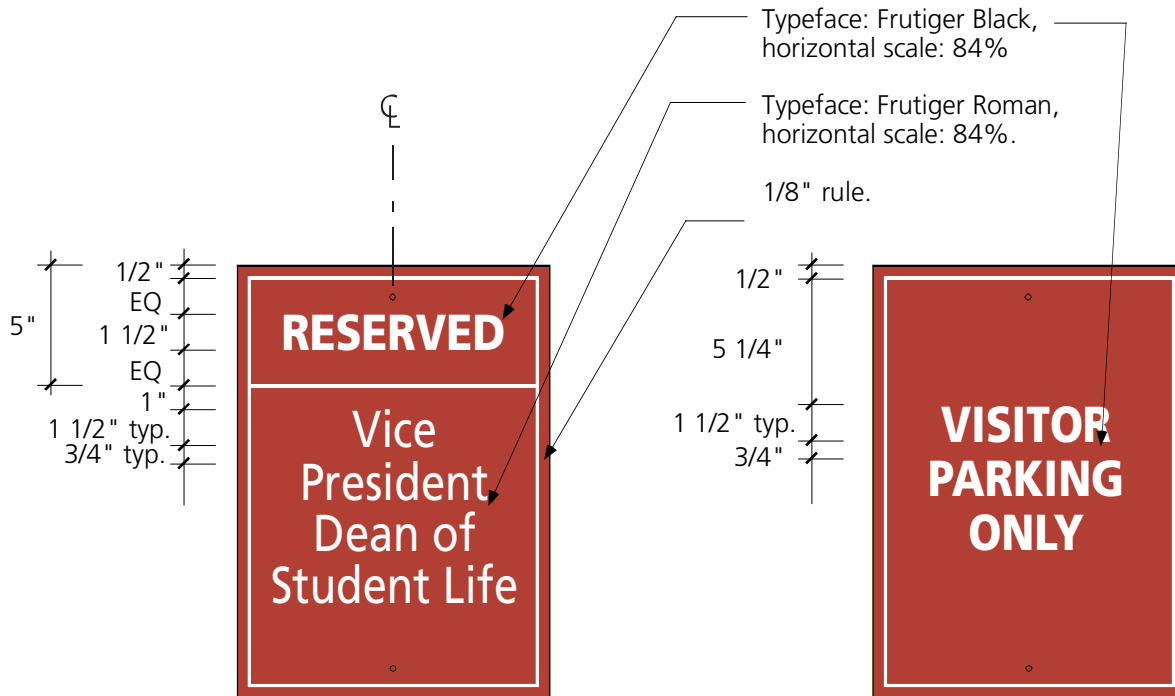 Typeface: Frutiger Black,
horizontal scale: 84%
Typeface: Frutiger Roman,
horizontal scale: 84%.
1/8" rule.
CL
5"
1/2"
EQ
1 1/2"
EQ
1"
1 1/2" typ.
3/4" typ.
RESERVED
Vice
President
Dean of
Student Life
1/2"
5 1/4"
1 1/2" typ.
3/4"
VISITOR
PARKING
ONLY